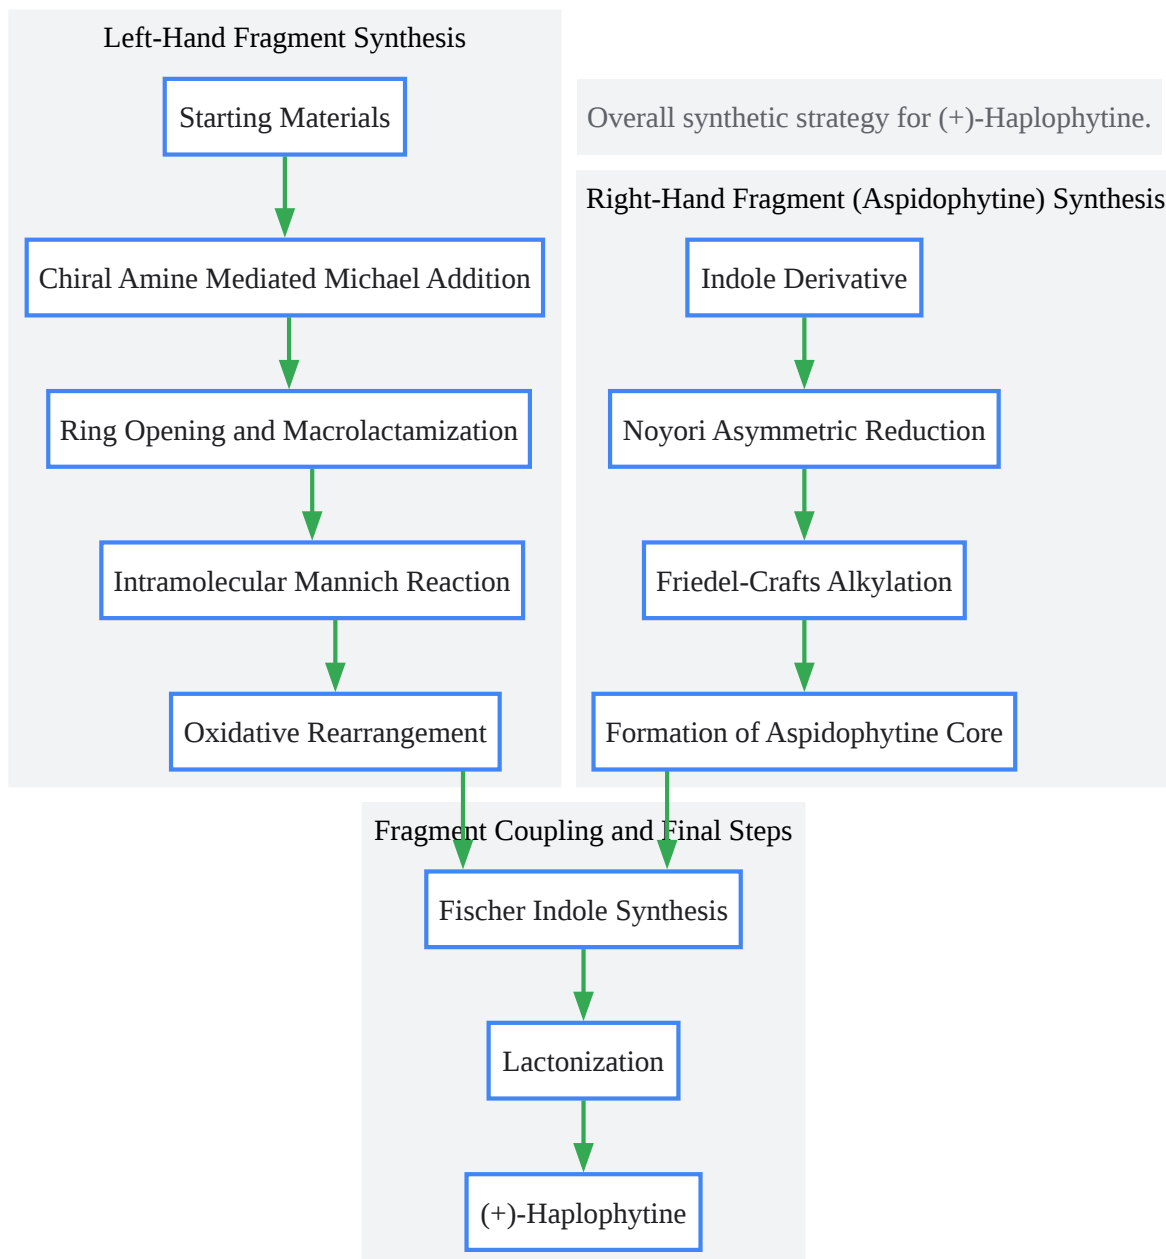 Left-Hand Fragment Synthesis
Starting Materials
Chiral Amine Mediated Michael Addition
Ring Opening and Macrolactamization
Intramolecular Mannich Reaction
Oxidative Rearrangement
Overall synthetic strategy for (+)-Haplophytine.
Right-Hand Fragment (Aspidophytine) Synthesis
Indole Derivative
Noyori Asymmetric Reduction
Friedel-Crafts Alkylation
Formation of Aspidophytine Core
Fragment Coupling and Final Steps
Fischer Indole Synthesis
Lactonization
(+)-Haplophytine